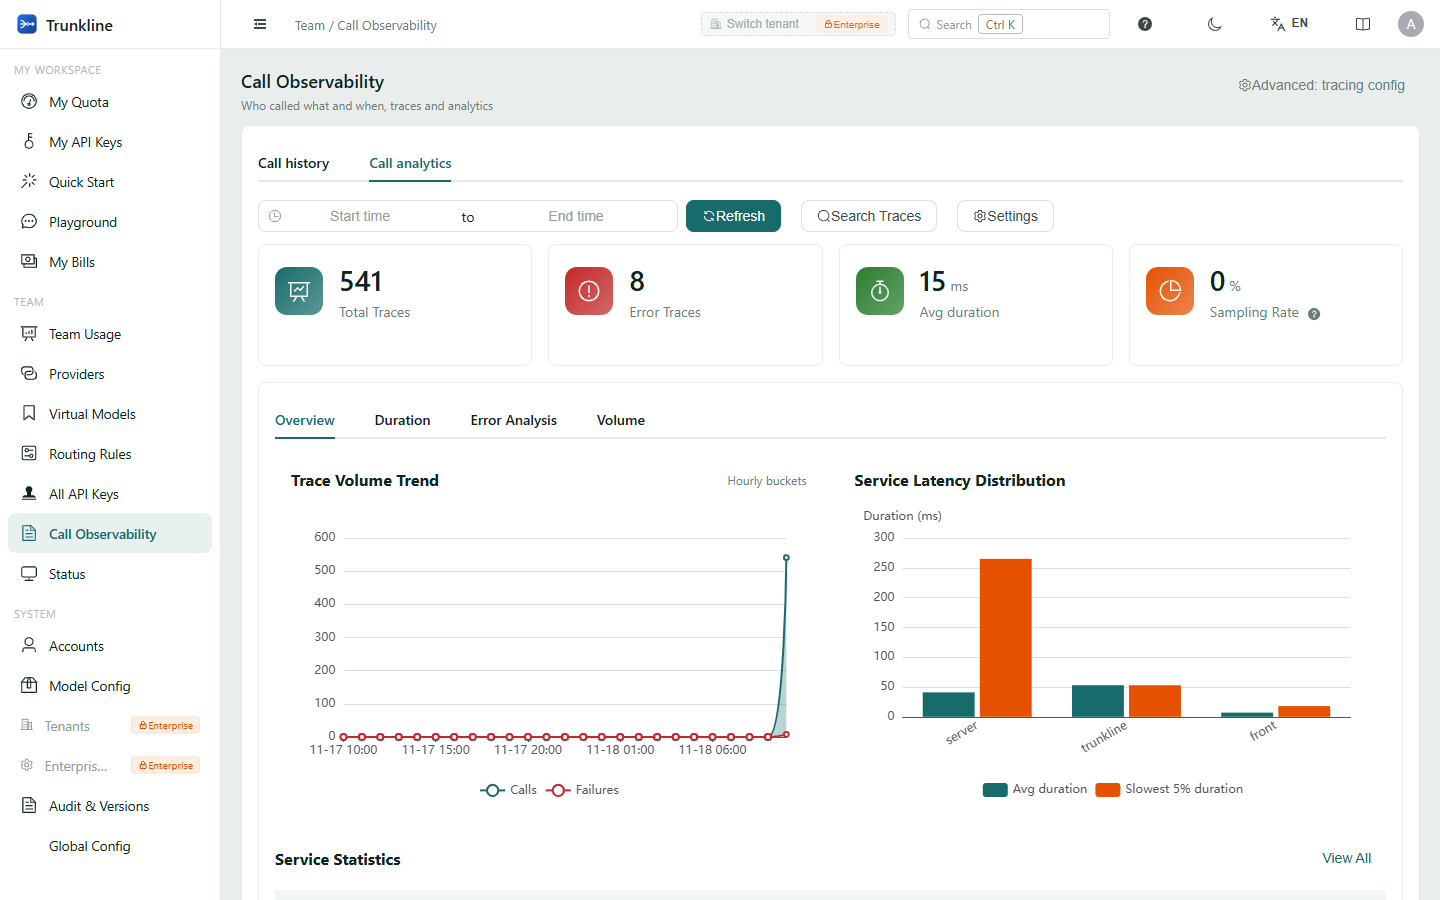 Trunkline
Team / Call Observability
Switch tenant
Enterprise
Search
Ctrl K
EN
A
MY WORKSPACE
My Quota
My API Keys
Quick Start
Playground
My Bills
TEAM
Team Usage
Providers
Virtual Models
Routing Rules
All API Keys
Call Observability
Status
SYSTEM
Accounts
Model Config
Tenants
Enterprise
Enterpris...
Enterprise
Audit & Versions
Global Config
Call Observability
Who called what and when, traces and analytics
Advanced: tracing config
Call history
Call analytics
Start time
to
End time
Refresh
Search Traces
Settings
541
Total Traces
8
Error Traces
15 ms
Avg duration
0 %
Sampling Rate
Overview
Duration
Error Analysis
Volume
Trace Volume Trend
Hourly buckets
600
500
400
300
200
100
0
11-17 10:00
11-17 15:00
11-17 20:00
11-18 01:00
11-18 06:00
Calls
Failures
Service Latency Distribution
Duration (ms)
300
250
200
150
100
50
0
server
trunkline
front
Avg duration
Slowest 5% duration
Service Statistics
View All